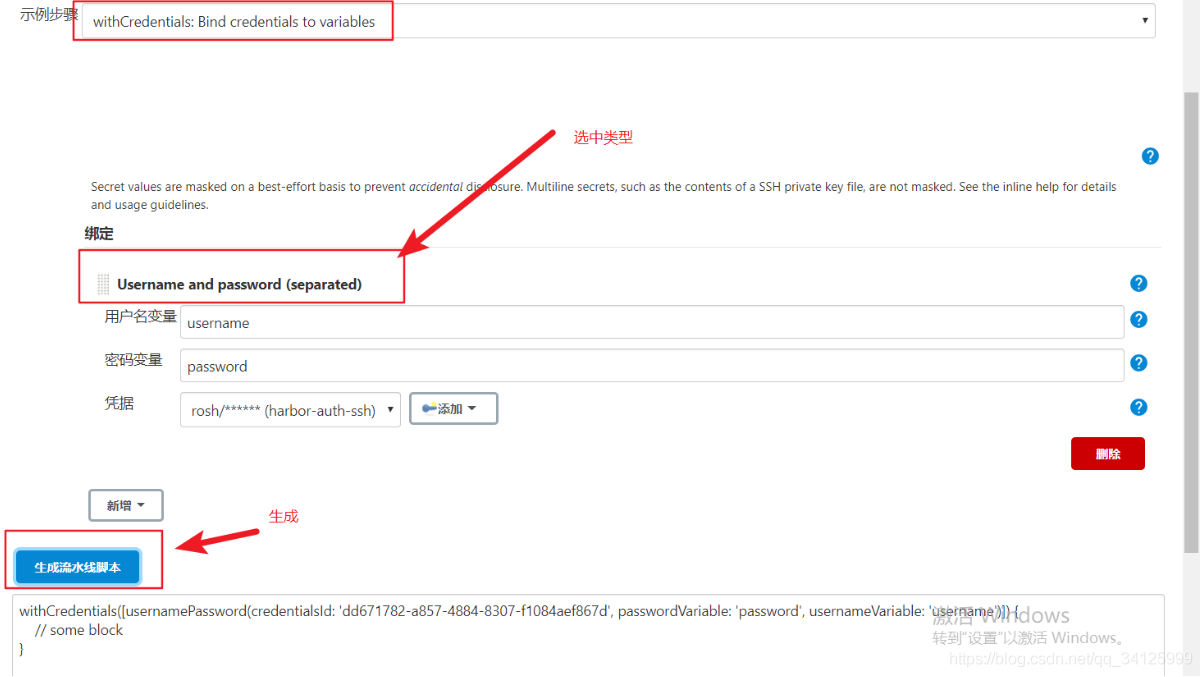 示例步骤
withCredentials: Bind credentials to variables
选中类型
Secret values are masked on a best-effort basis to prevent accidental disclosure. Multiline secrets, such as the contents of a SSH private key file, are not masked. See the inline help for details
and usage guidelines.
绑定
Username and password (separated)
用户名变量
username
密码变量
password
凭据
rosh/****** (harbor-auth-ssh)
添加
删除
新增
生成
生成流水线脚本
withCredentials([usernamePassword(credentialsId: 'dd671782-a857-4884-8307-f1084aef867d', passwordVariable: 'password', usernameVariable: 'username')]) {
// some block
}
激活 Windows
转到"设置"以激活 Windows。
https://blog.csdn.net/qq_34125999